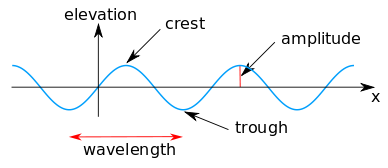 elevation
crest
amplitude
x
trough
wavelength